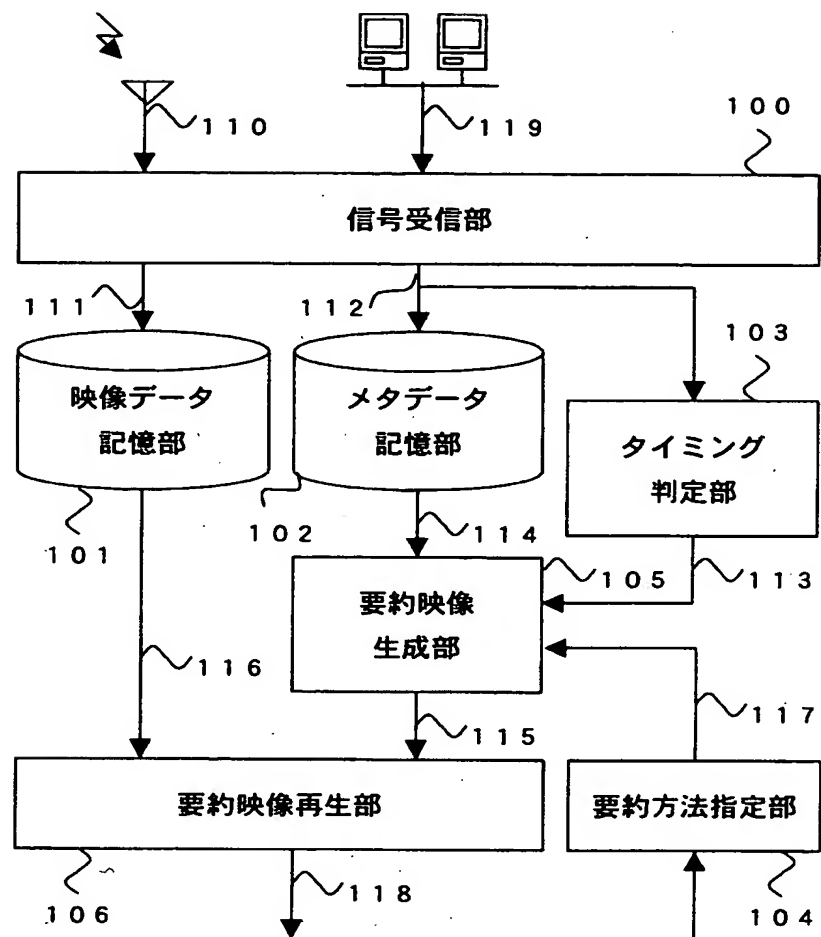 110
119
100
信号受信部
111
112
103
映像データ
記憶部
メタデータ
記憶部
タイミング
判定部
101
102
114
105
113
要約映像
生成部
116
115
117
要約映像再生部
要約方法指定部
106
118
104